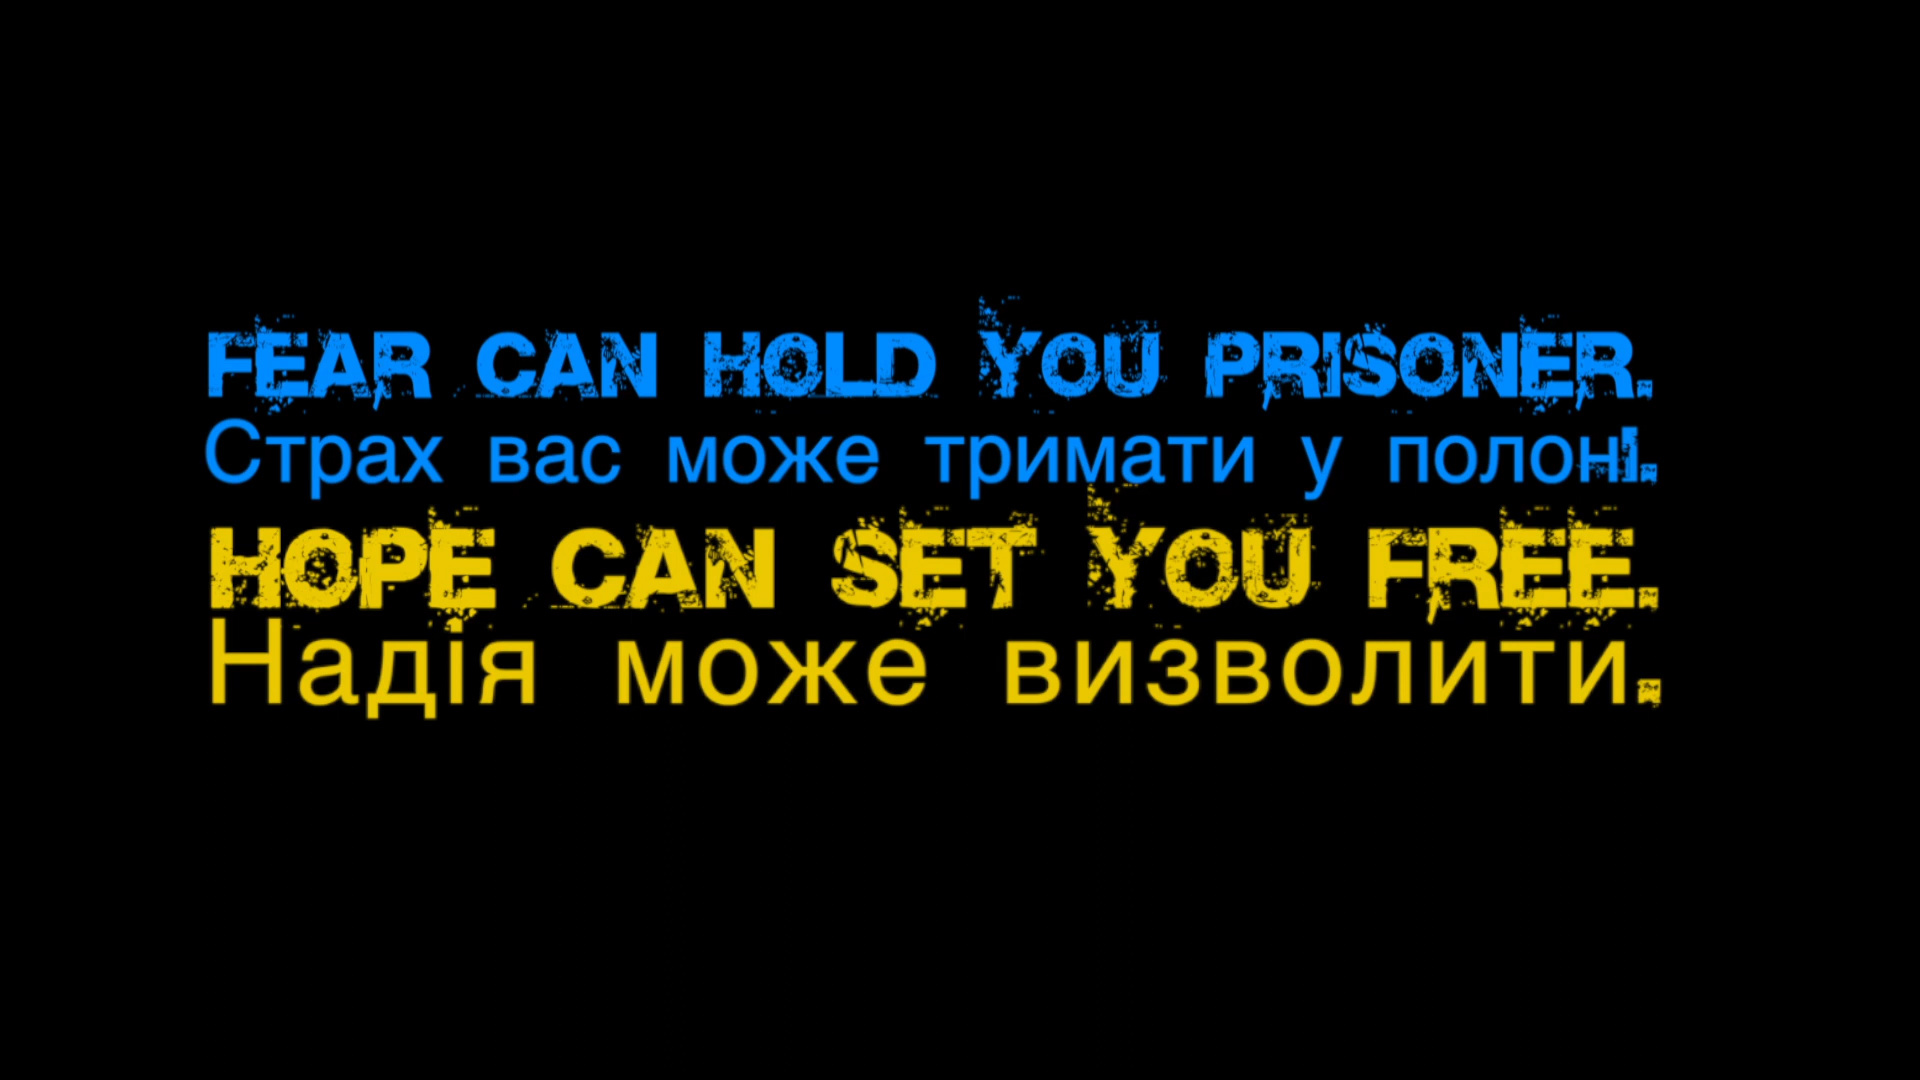 FEAR CAN HOLD YOU PRISONER.
Страх вас може тримати у полоні.
HOPE CAN SET YOU FREE.
Надія може визволити.